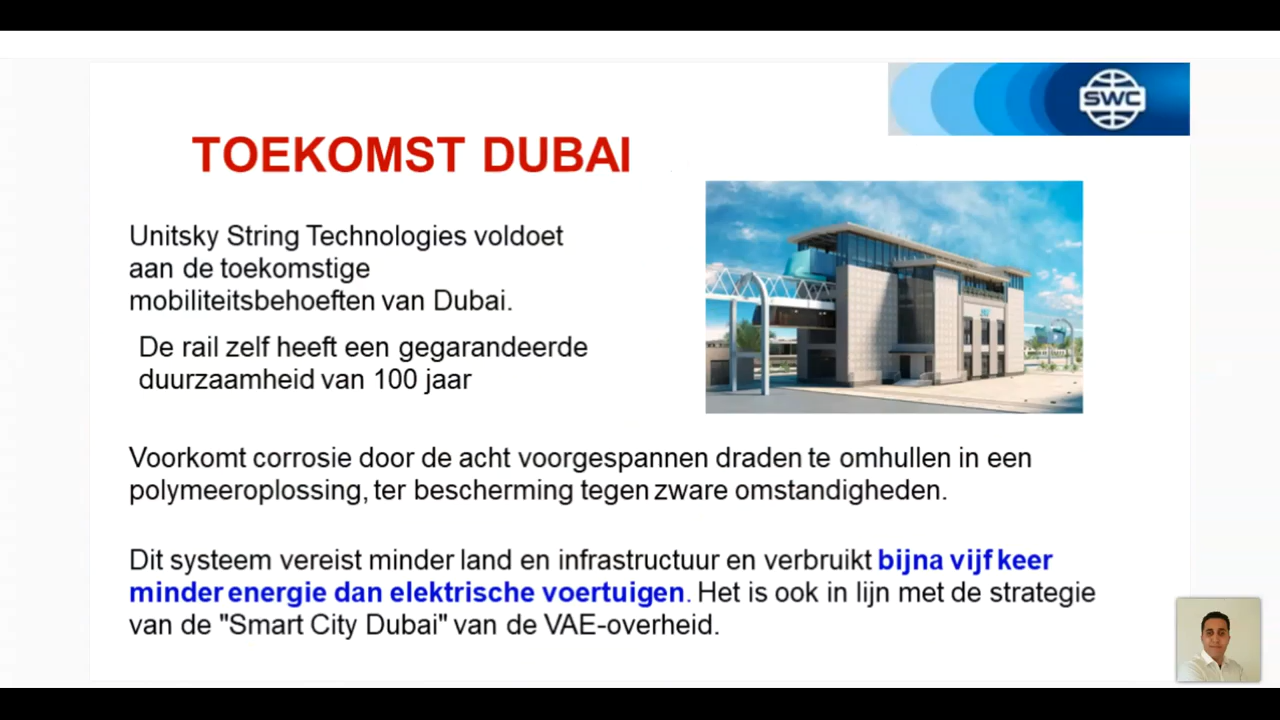 SWC
TOEKOMST DUBAI
Unitsky String Technologies voldoet
aan de toekomstige
mobiliteitsbehoeften van Dubai.
De rail zelf heeft een gegarandeerde
duurzaamheid van 100 jaar
Voorkomt corrosie door de acht voorgespannen draden te omhullen in een
polymeeroplossing, ter bescherming tegen zware omstandigheden.
Dit systeem vereist minder land en infrastructuur en verbruikt bijna vijf keer
minder energie dan elektrische voertuigen. Het is ook in lijn met de strategie
van de "Smart City Dubai" van de VAE-overheid.